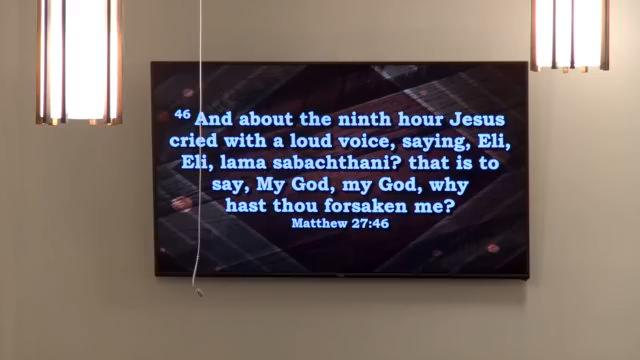 46 And about the ninth hour Jesus
cried with a loud voice, saying, Eli,
Eli, lama sabachthani? that is to
say, My God, my God, why
hast thou forsaken me?
Matthew 27:46